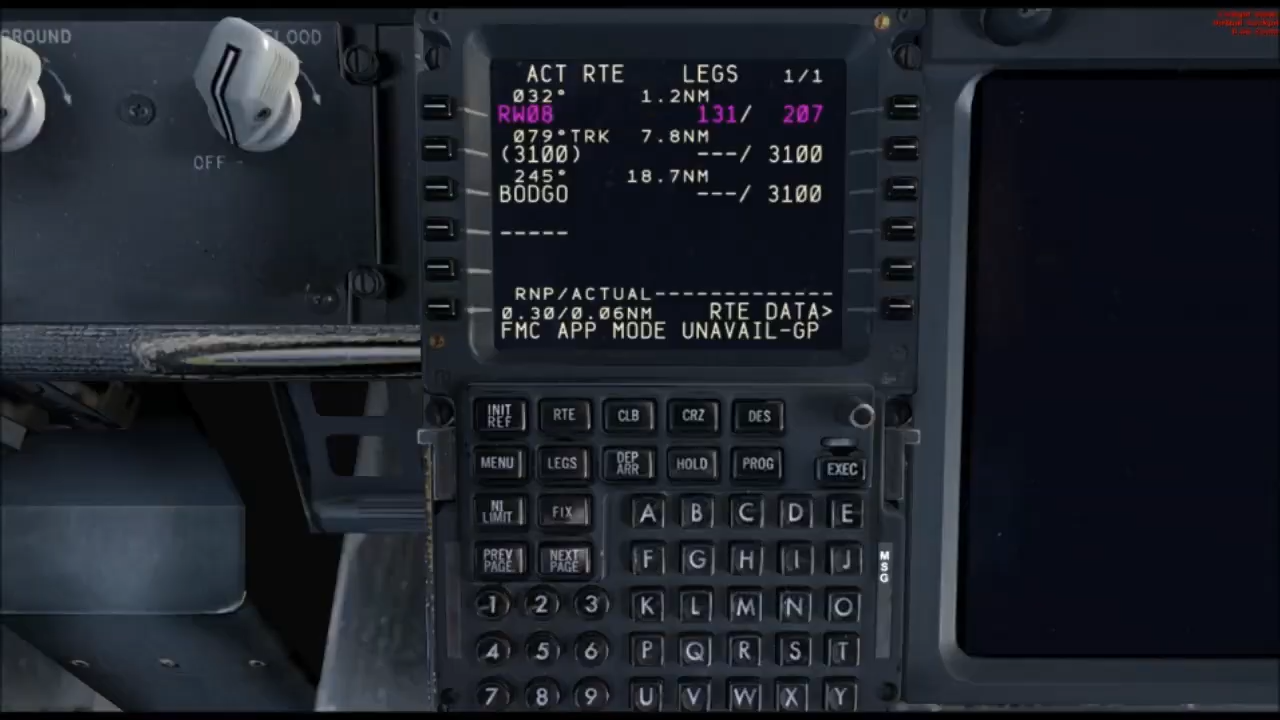 ROUND
FLOOD
OFF
ACT RTE LEGS 1/1
032° 1.2NM
RW08 131/ 207
079°TRK 7.8NM
(3100) ---/ 3100
245° 18.7NM
BODGO ---/ 3100
-----
RNP/ACTUAL-------------
0.30/0.06NM RTE DATA>
FMC APP MODE UNAVAIL-GP
INIT REF RTE CLB CRZ DES
MENU LEGS DEP ARR HOLD PROG EXEC
N1 LIMIT FIX A B C D E
PREV PAGE NEXT PAGE F G H I J
MSG
1 2 3 K L M N O
4 5 6 P Q R S T
7 8 9 U V W X Y